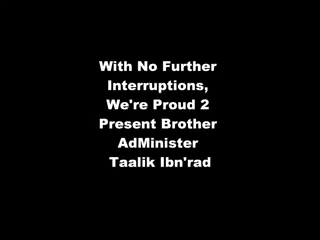 With No Further
Interruptions,
We're Proud 2
Present Brother
AdMinister
Taalik Ibn'rad